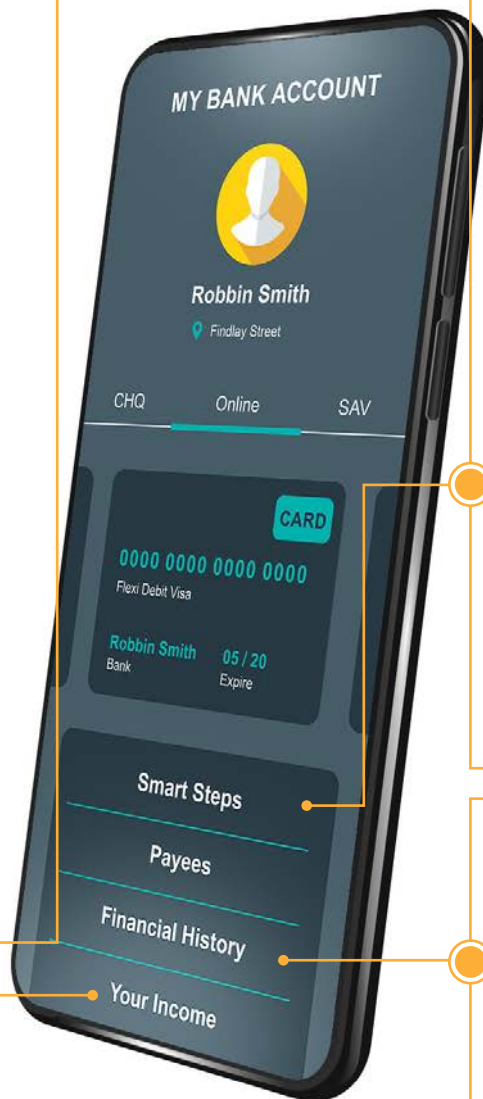 MY BANK ACCOUNT
Robbin Smith
Findlay Street
CHQ Online SAV
CARD
0000 0000 0000 0000
Flexi Debit Visa
Robbin Smith 05 / 20
Bank Expire
Smart Steps
Payees
Financial History
Your Income